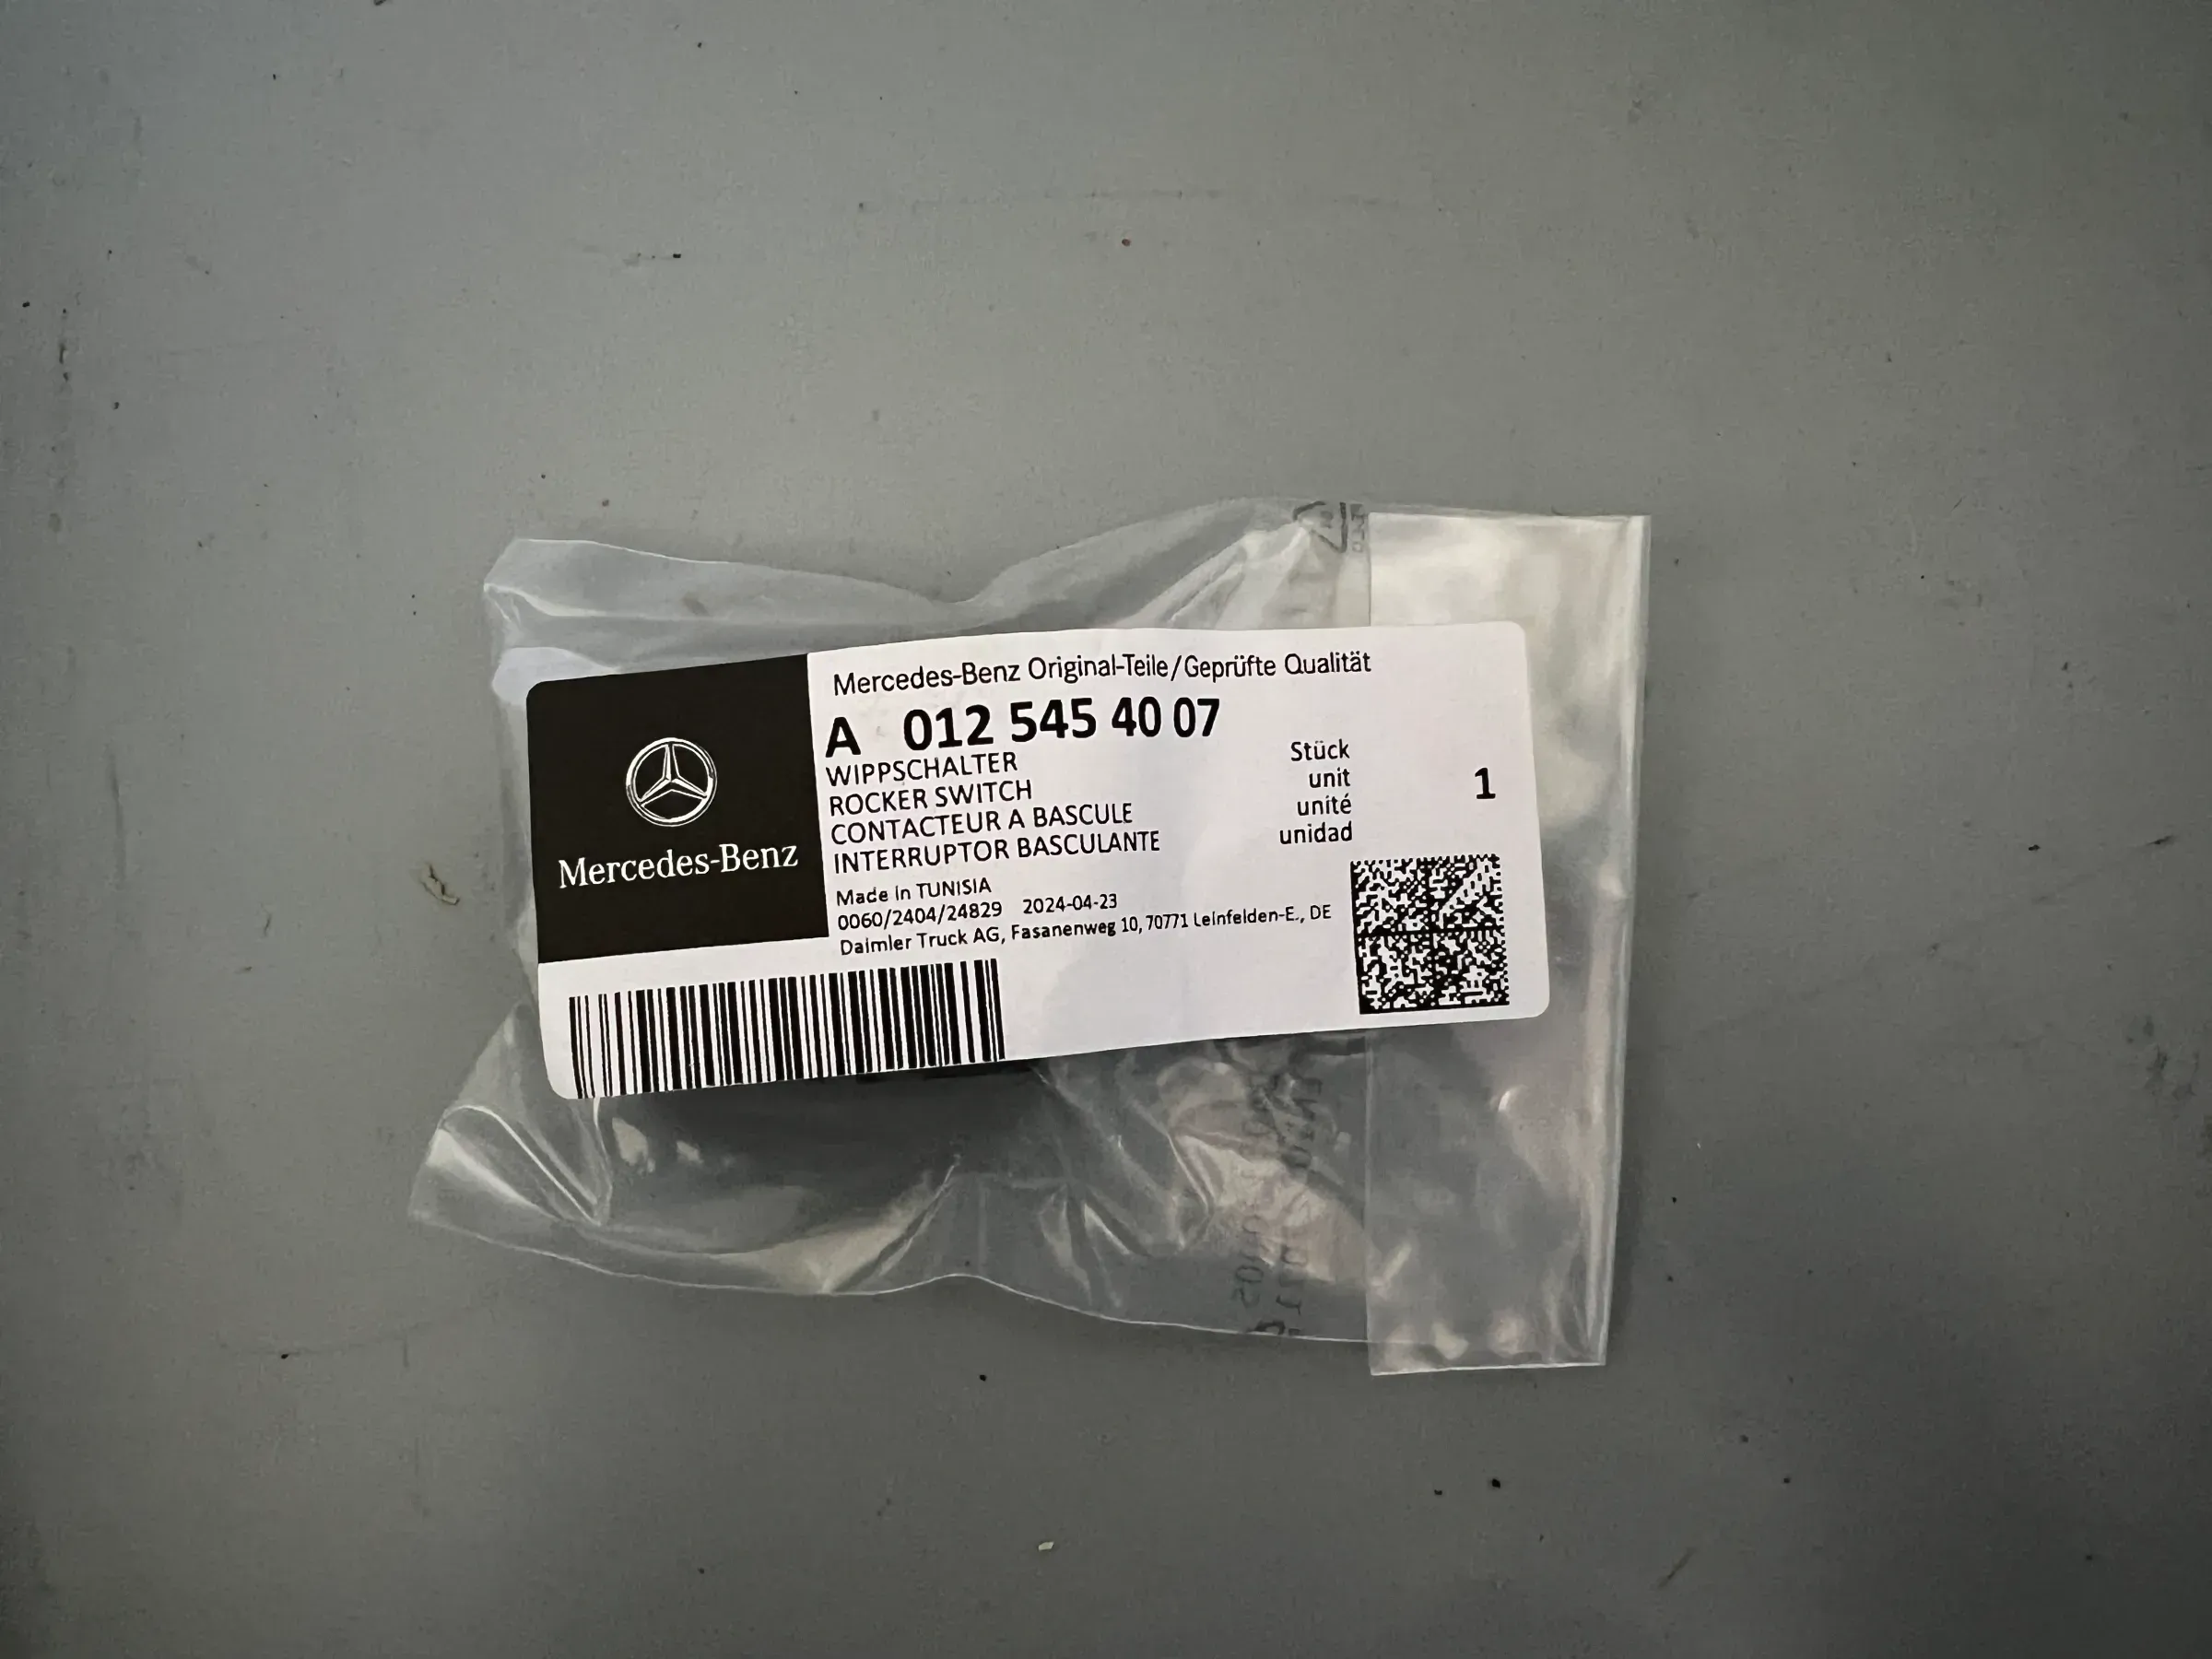 Mercedes-Benz Original-Teile/Geprüfte Qualität
A 012 545 40 07
WIPPSCHALTER
ROCKER SWITCH
CONTACTEUR A BASCULE
INTERRUPTOR BASCULANTE
Stück
unit
unité
unidad
1
Made in TUNISIA
0060/2404/24829 2024-04-23
Daimler Truck AG, Fasanenweg 10, 70771 Leinfelden-E., DE
Mercedes-Benz